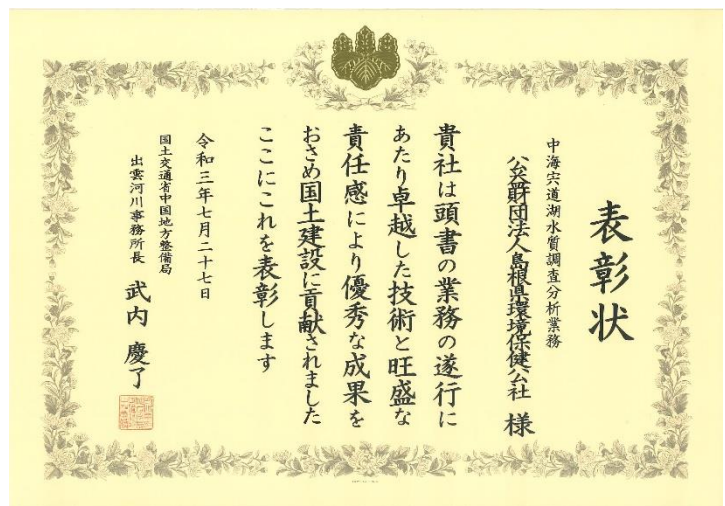 表彰状
中海宍道湖水質調査分析業務
公益財団法人島根県環境保健公社 様
貴社は頭書の業務の遂行に
あたり卓越した技術と旺盛な
責任感により優秀な成果を
おさめ国土建設に貢献されました
ここにこれを表彰します
令和三年七月二十七日
国土交通省中国地方整備局
出雲河川事務所長 武内 慶了